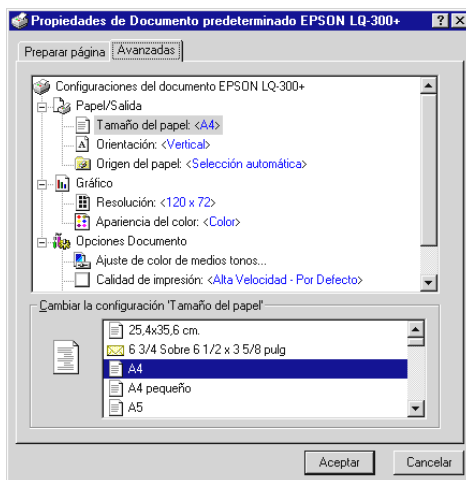 Propiedades de Documento predeterminado EPSON LQ-300+
Preparar página
Avanzadas
Configuraciones del documento EPSON LQ-300+
Papel/Salida
Tamaño del papel: <A4>
Orientación: <Vertical>
Origen del papel: <Selección automática>
Gráfico
Resolución: <120 x 72>
Apariencia del color: <Color>
Opciones Documento
Ajuste de color de medios tonos...
Calidad de impresión: <Alta Velocidad - Por Defecto>
Cambiar la configuración 'Tamaño del papel'
25,4x35,6 cm.
6 3/4 Sobre 6 1/2 x 3 5/8 pulg
A4
A4 pequeño
A5
Aceptar
Cancelar